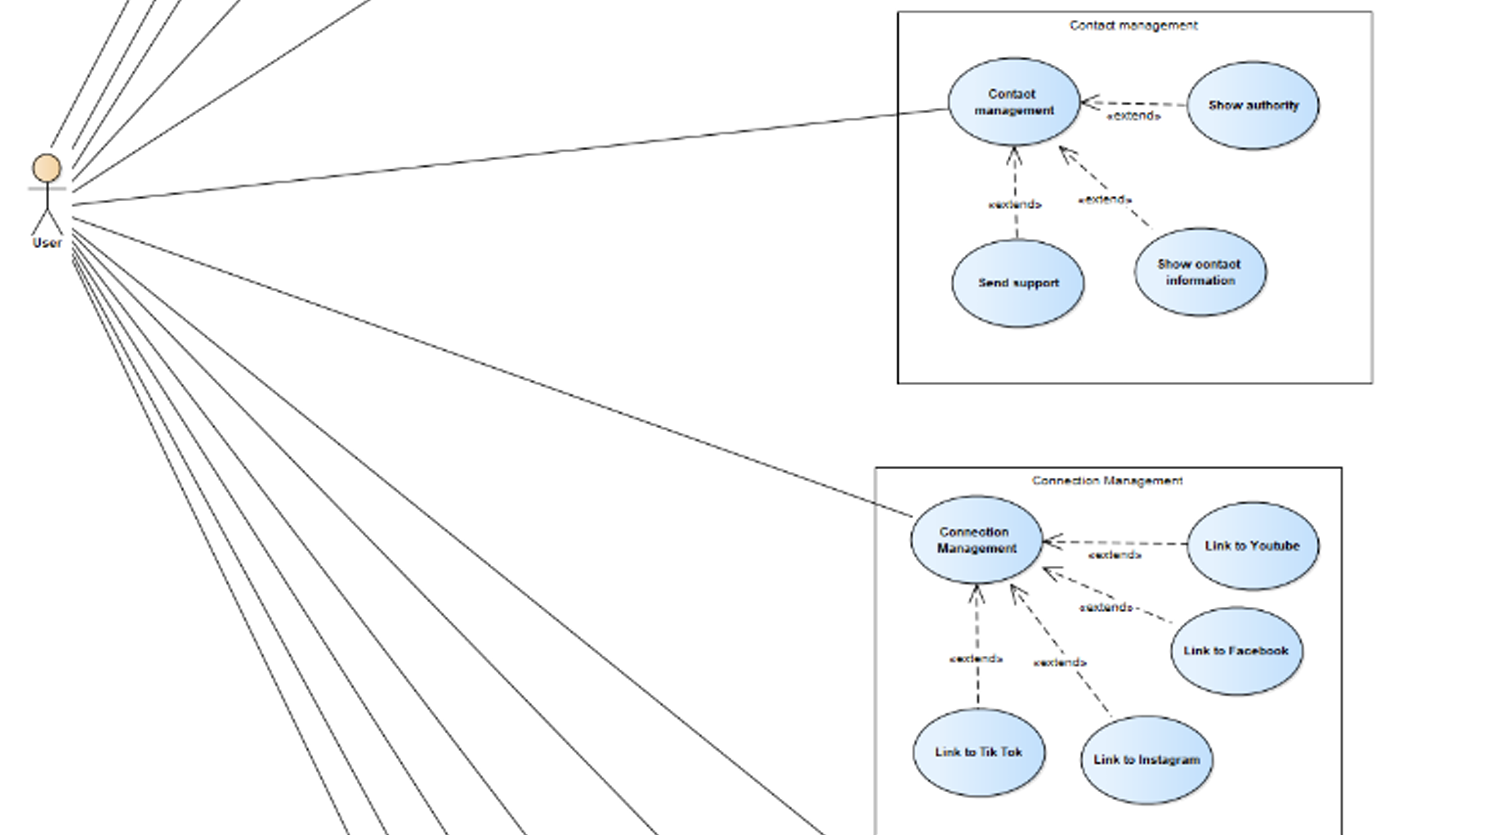 Contact management
Contact
management
«extend»
Show authority
«extend»
«extend»
Send support
Show contact
information
User
Connection Management
Connection
Management
«extend»
Link to Youtube
«extend»
Link to Facebook
«extend»
«extend»
Link to Tik Tok
Link to Instagram